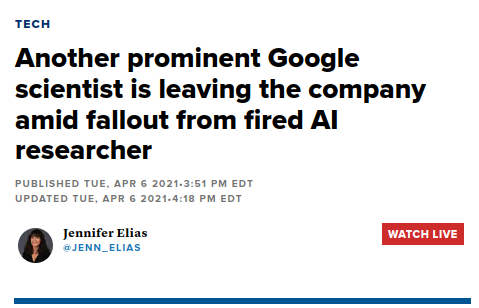 TECH
Another prominent Google
scientist is leaving the company
amid fallout from fired AI
researcher
PUBLISHED TUE, APR 6 2021•3:51 PM EDT
UPDATED TUE, APR 6 2021•4:18 PM EDT
Jennifer Elias
@JENN_ELIAS
WATCH LIVE